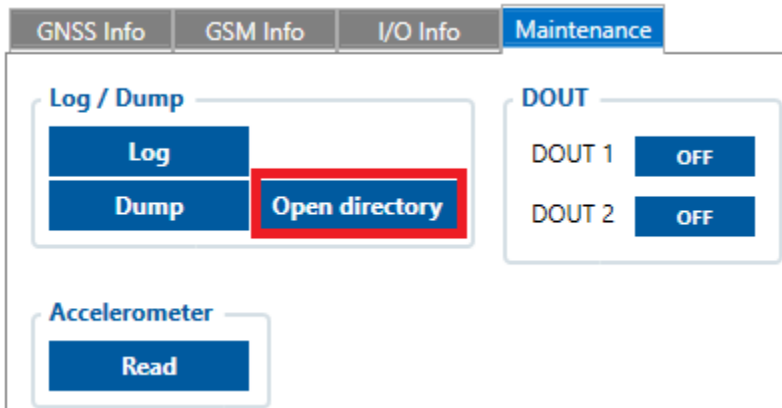 GNSS Info GSM Info I/O Info Maintenance
Log / Dump
Log
Dump Open directory
DOUT
DOUT 1 OFF
DOUT 2 OFF
Accelerometer
Read